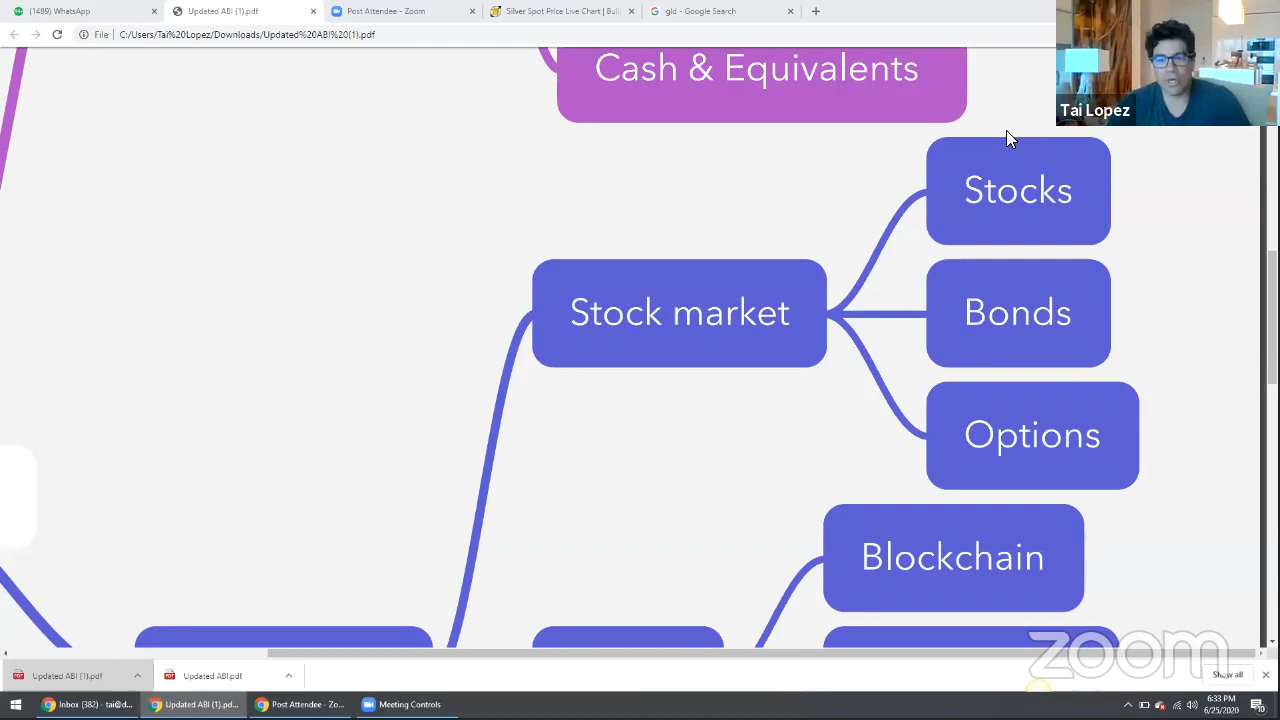 (1489) WhatsApp
Updated ABI (1).pdf
Post Attendee - Zoom
Silver Spot Price Live Chart | Bulli
gld - Google Search
File
C:/Users/Tai%20Lopez/Downloads/Updated%20ABI%20(1).pdf
Tai Lopez
Cash & Equivalents
Stocks
Stock market
Bonds
Options
Blockchain
zoom
Updated ABI (1).pdf
Updated ABI.pdf
Show all
Inbox (382) - tai@d...
Updated ABI (1).pd...
Post Attendee - Zo...
Meeting Controls
6:33 PM
6/25/2020
10